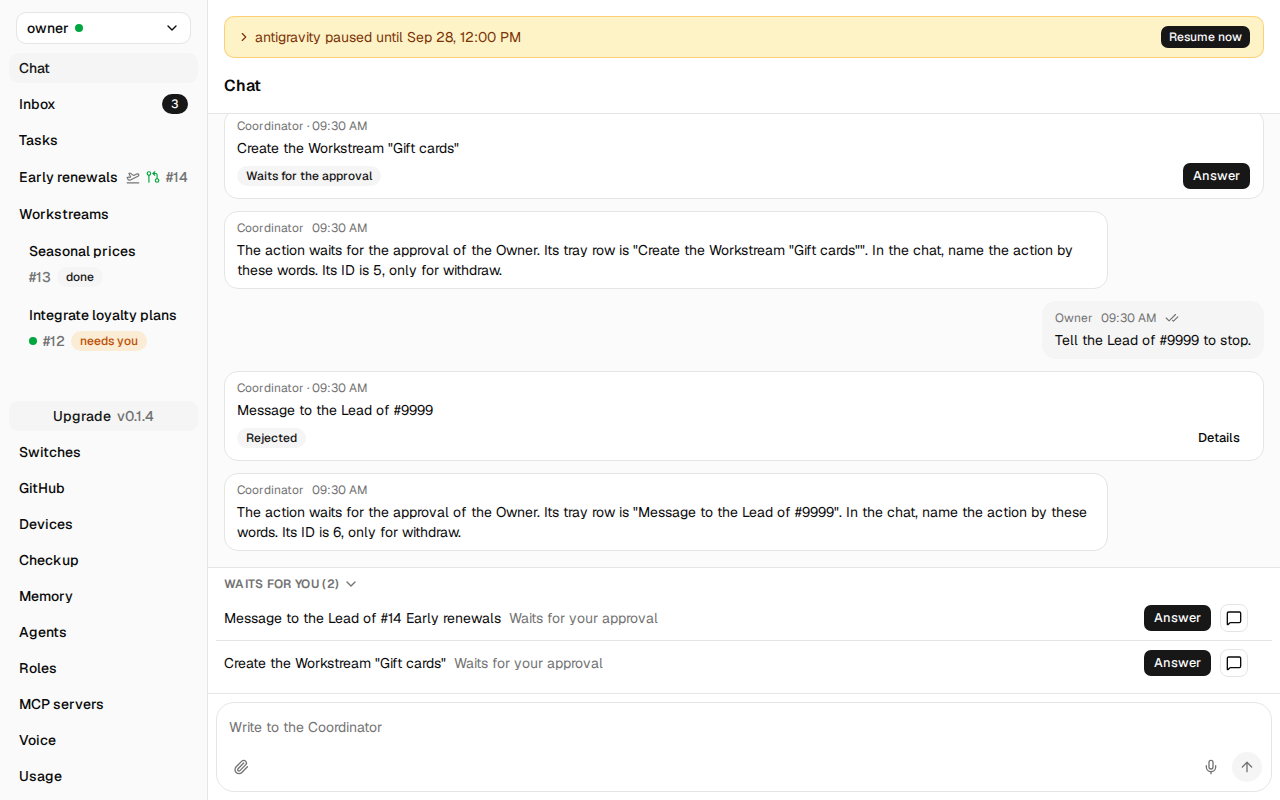 owner
Chat
Inbox 3
Tasks
Early renewals #14
Workstreams
Seasonal prices
#13 done
Integrate loyalty plans
#12 needs you
Upgrade v0.1.4
Switches
GitHub
Devices
Checkup
Memory
Agents
Roles
MCP servers
Voice
Usage
antigravity paused until Sep 28, 12:00 PM
Resume now
Chat
Coordinator · 09:30 AM
Create the Workstream "Gift cards"
Waits for the approval
Answer
Coordinator 09:30 AM
The action waits for the approval of the Owner. Its tray row is "Create the Workstream "Gift cards"". In the chat, name the action by
these words. Its ID is 5, only for withdraw.
Owner 09:30 AM
Tell the Lead of #9999 to stop.
Coordinator · 09:30 AM
Message to the Lead of #9999
Rejected
Details
Coordinator 09:30 AM
The action waits for the approval of the Owner. Its tray row is "Message to the Lead of #9999". In the chat, name the action by these
words. Its ID is 6, only for withdraw.
WAITS FOR YOU (2)
Message to the Lead of #14 Early renewals Waits for your approval
Answer
Create the Workstream "Gift cards" Waits for your approval
Answer
Write to the Coordinator